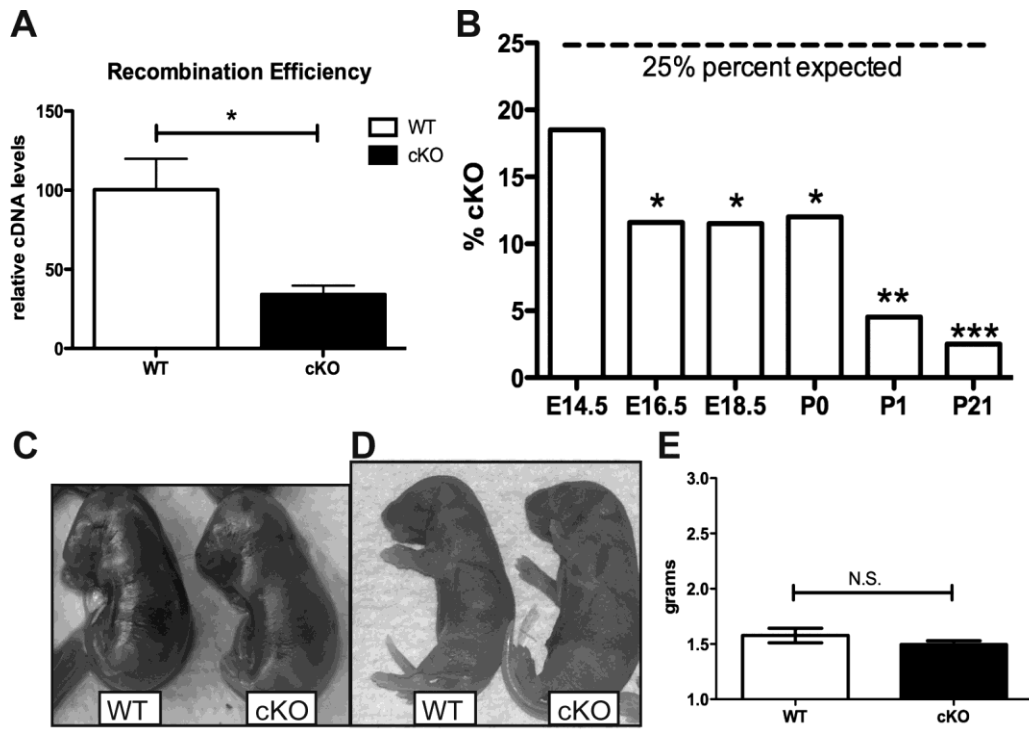 A
Recombination Efficiency
relative cDNA levels
150
100
50
0
*
WT
cKO
WT
cKO
B
% cKO
25
20
15
10
5
0
25% percent expected
*
*
*
**
***
E14.5 E16.5 E18.5 P0 P1 P21
C
WT
cKO
D
WT
cKO
E
grams
3.0
2.5
2.0
1.5
1.0
N.S.
WT
cKO